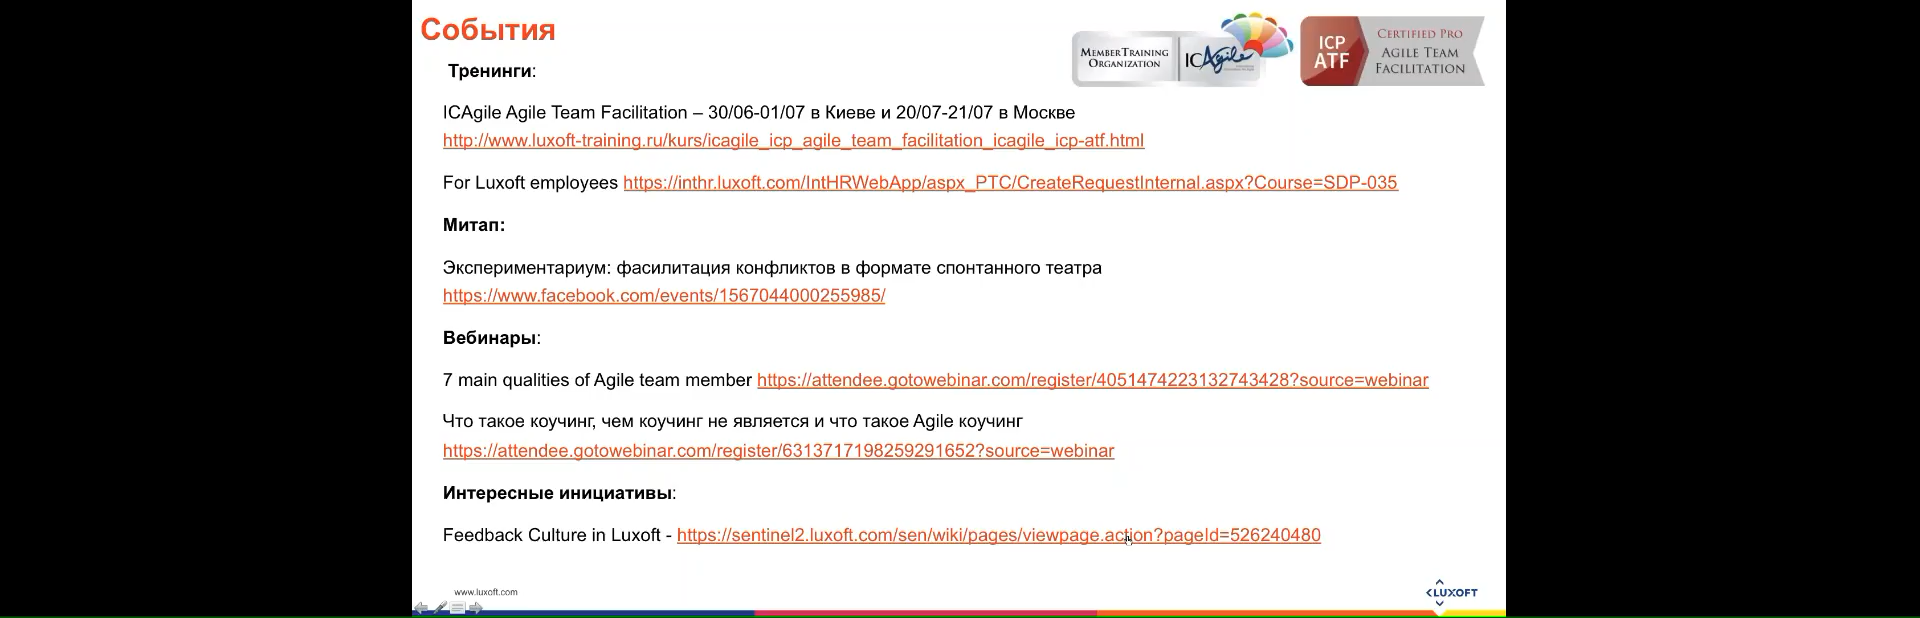 События
MEMBER TRAINING
ORGANIZATION
ICAgile
ICP
ATF
CERTIFIED PRO
AGILE TEAM
FACILITATION
Тренинги:
ICAgile Agile Team Facilitation – 30/06-01/07 в Киеве и 20/07-21/07 в Москве
http://www.luxoft-training.ru/kurs/icagile_icp_agile_team_facilitation_icagile_icp-atf.html
For Luxoft employees https://inthr.luxoft.com/IntHRWebApp/aspx_PTC/CreateRequestInternal.aspx?Course=SDP-035
Митап:
Экспериментариум: фасилитация конфликтов в формате спонтанного театра
https://www.facebook.com/events/1567044000255985/
Вебинары:
7 main qualities of Agile team member https://attendee.gotowebinar.com/register/4051474223132743428?source=webinar
Что такое коучинг, чем коучинг не является и что такое Agile коучинг
https://attendee.gotowebinar.com/register/6313717198259291652?source=webinar
Интересные инициативы:
Feedback Culture in Luxoft - https://sentinel2.luxoft.com/sen/wiki/pages/viewpage.action?pageId=526240480
www.luxoft.com
LUXOFT